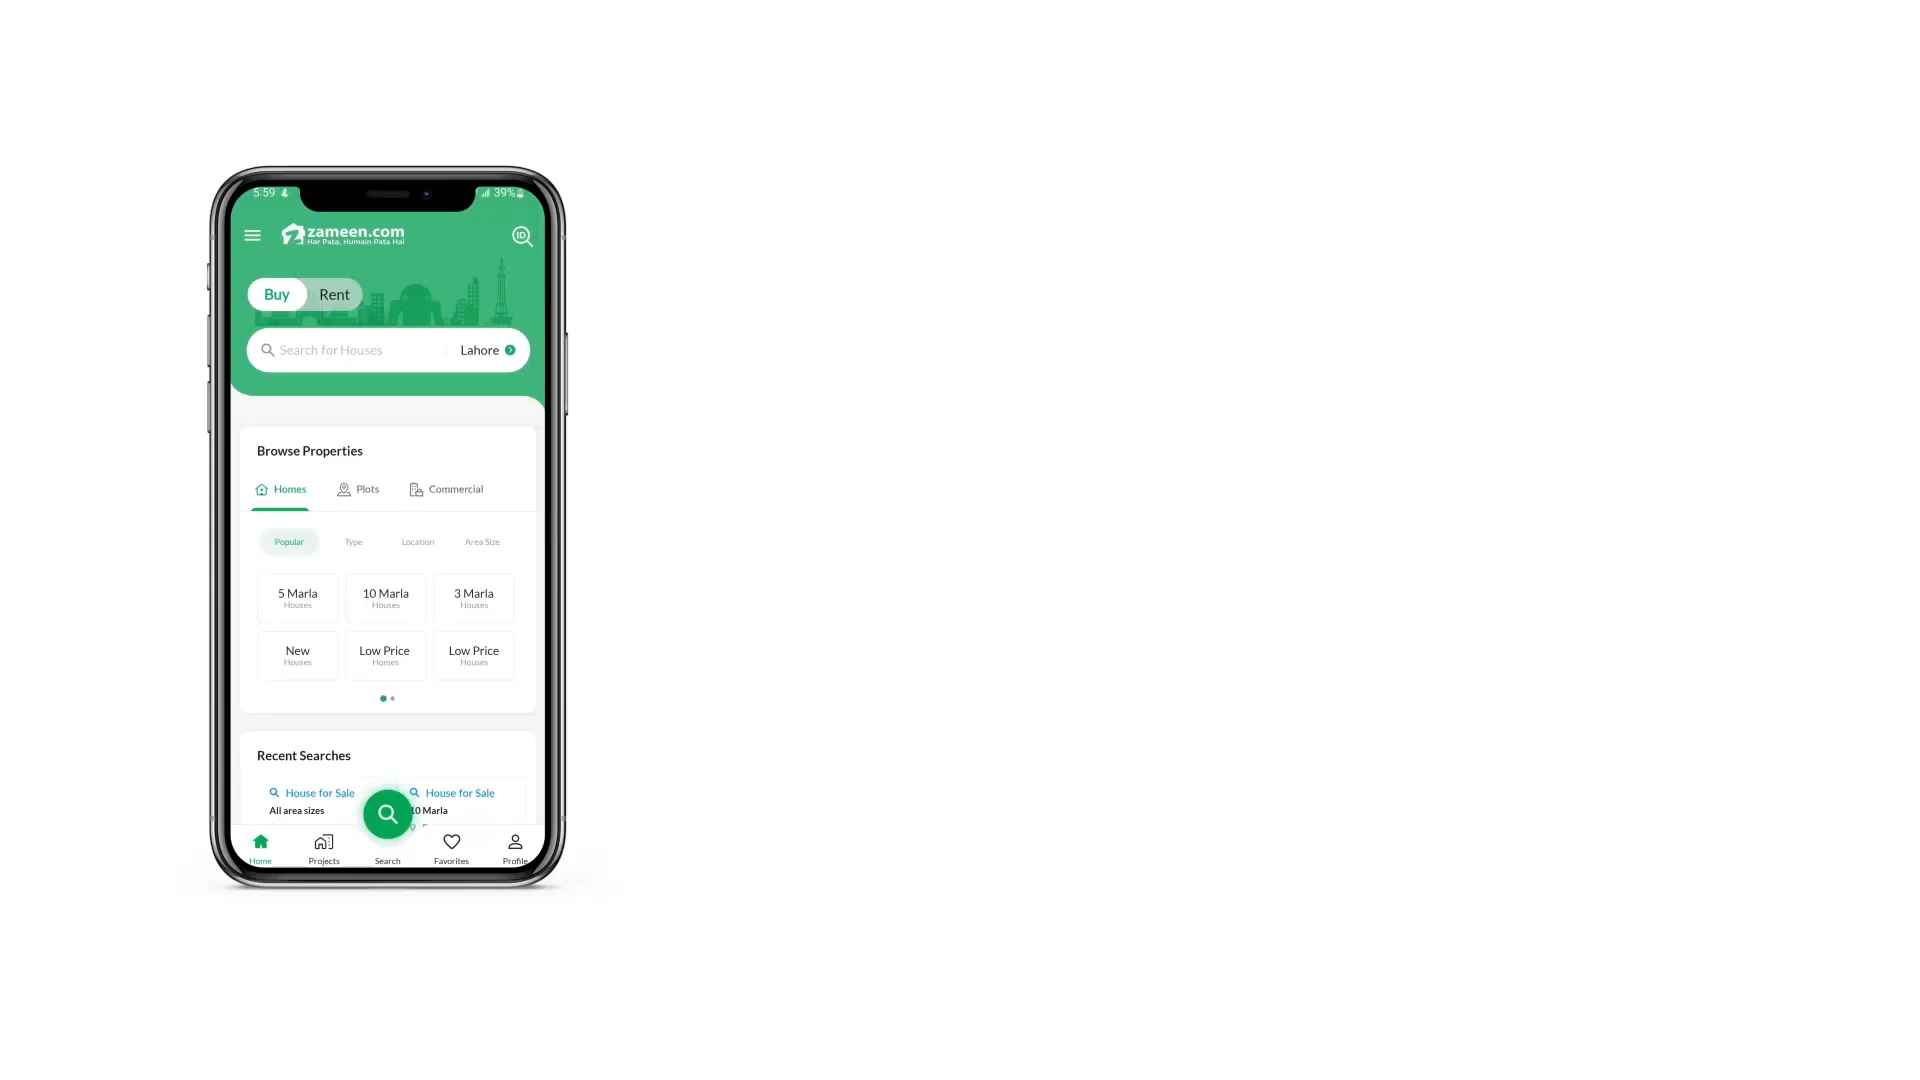 5:59
39%
zameen.com
Har Pata, Humain Pata Hai
ID
Buy
Rent
Search for Houses
Lahore
Browse Properties
Homes
Plots
Commercial
Popular
Type
Location
Area Size
5 Marla
Houses
10 Marla
Houses
3 Marla
Houses
New
Houses
Low Price
Homes
Low Price
Houses
Recent Searches
House for Sale
All area sizes
House for Sale
10 Marla
Home
Projects
Search
Favorites
Profile